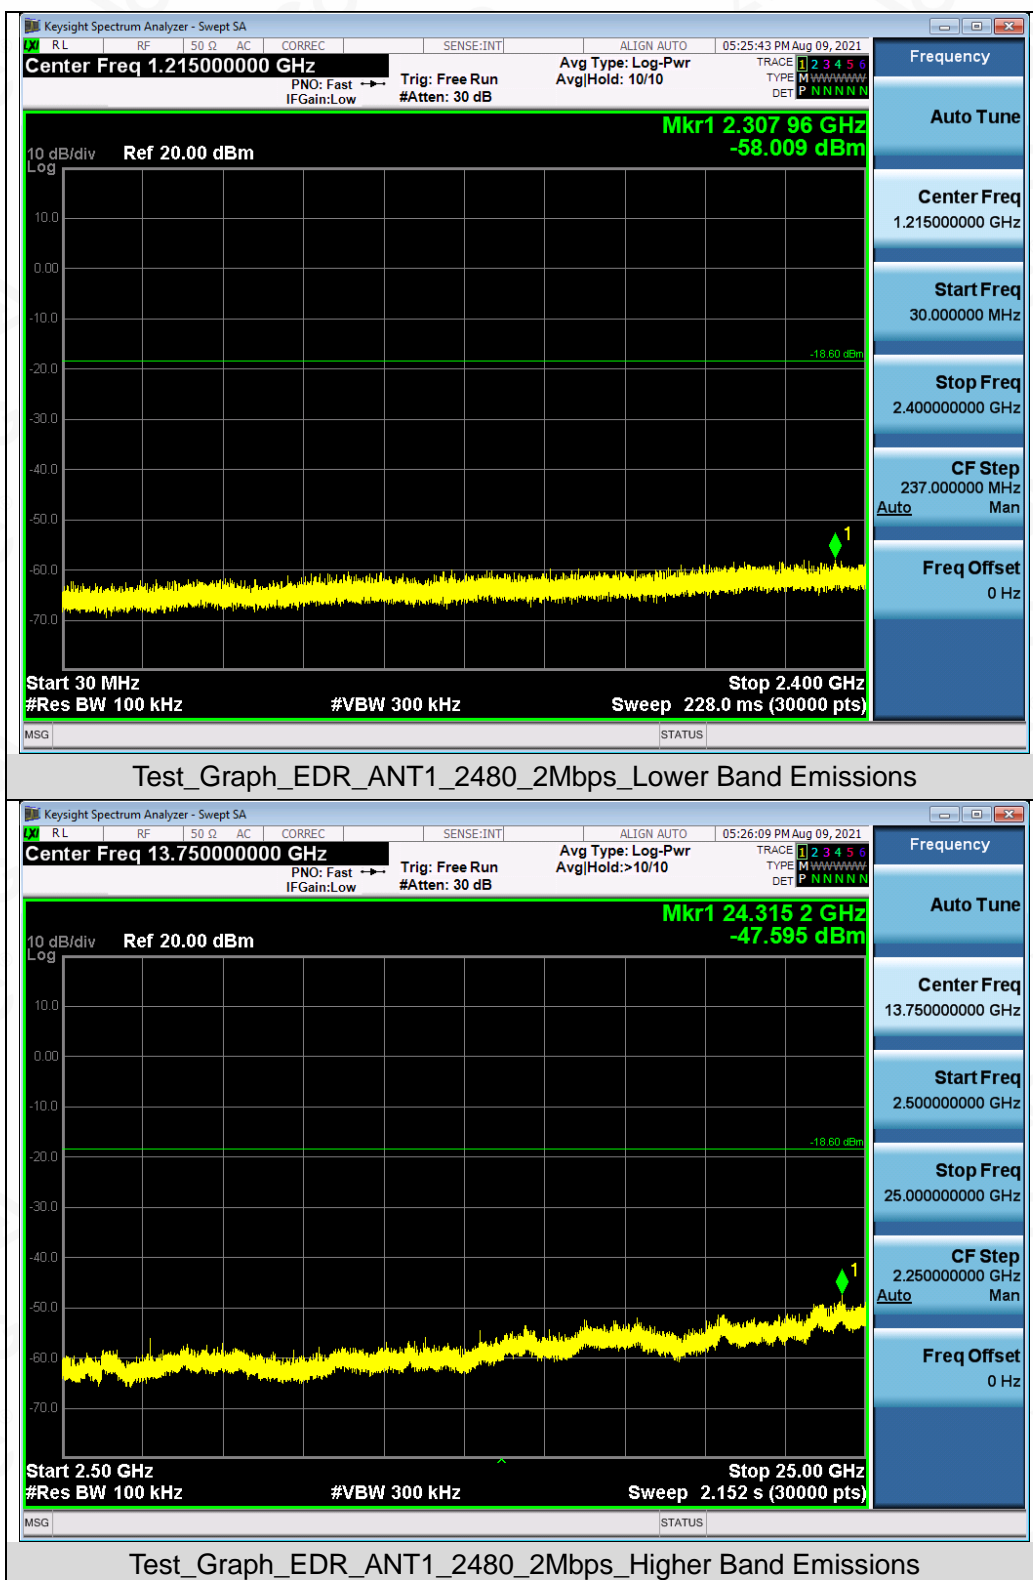 Keysight Spectrum Analyzer - Swept SA
LXI RL RF 50 Ω AC CORREC SENSE:INT ALIGN AUTO 05:25:43 PM Aug 09, 2021
Center Freq 1.215000000 GHz
PNO: Fast
IFGain:Low
Trig: Free Run
#Atten: 30 dB
Avg Type: Log-Pwr
Avg|Hold: 10/10
TRACE 1 2 3 4 5 6
TYPE M WWWWW
DET P N N N N N
Mkr1 2.307 96 GHz
-58.009 dBm
10 dB/div Ref 20.00 dBm
Log
10.0
0.00
-10.0
-18.60 dBm
-20.0
-30.0
-40.0
-50.0
1
-60.0
-70.0
Start 30 MHz Stop 2.400 GHz
#Res BW 100 kHz #VBW 300 kHz Sweep 228.0 ms (30000 pts)
MSG STATUS
Frequency
Auto Tune
Center Freq
1.215000000 GHz
Start Freq
30.000000 MHz
Stop Freq
2.400000000 GHz
CF Step
237.000000 MHz
Auto Man
Freq Offset
0 Hz
Test_Graph_EDR_ANT1_2480_2Mbps_Lower Band Emissions
Keysight Spectrum Analyzer - Swept SA
LXI RL RF 50 Ω AC CORREC SENSE:INT ALIGN AUTO 05:26:09 PM Aug 09, 2021
Center Freq 13.750000000 GHz
PNO: Fast
IFGain:Low
Trig: Free Run
#Atten: 30 dB
Avg Type: Log-Pwr
Avg|Hold:>10/10
TRACE 1 2 3 4 5 6
TYPE M WWWWW
DET P N N N N N
Mkr1 24.315 2 GHz
-47.595 dBm
10 dB/div Ref 20.00 dBm
Log
10.0
0.00
-10.0
-18.60 dBm
-20.0
-30.0
-40.0
1
-50.0
-60.0
-70.0
Start 2.50 GHz Stop 25.00 GHz
#Res BW 100 kHz #VBW 300 kHz Sweep 2.152 s (30000 pts)
MSG STATUS
Frequency
Auto Tune
Center Freq
13.750000000 GHz
Start Freq
2.500000000 GHz
Stop Freq
25.000000000 GHz
CF Step
2.250000000 GHz
Auto Man
Freq Offset
0 Hz
Test_Graph_EDR_ANT1_2480_2Mbps_Higher Band Emissions